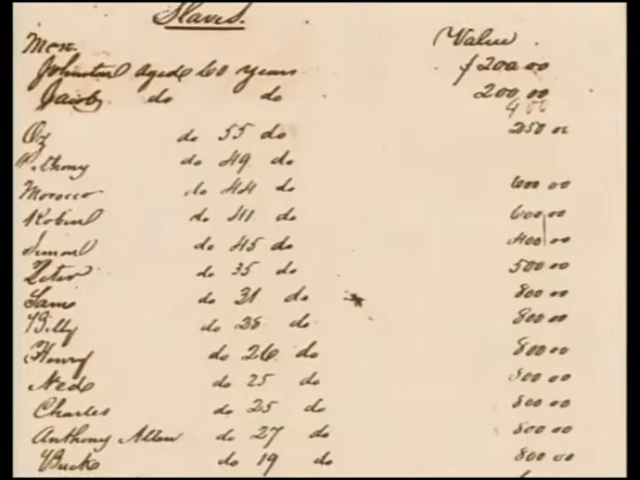 Slaves.
Men. Value.
Johnston aged 60 years $200 00
Jacob do do 200 00
400
do 55 do 250 00
Anthony do 49 do
Morocco do 44 do 600 00
Robin do 41 do 600 00
Simon do 45 do 400 00
Peter do 35 do 500 00
Sam do 31 do 800 00
Billy do 28 do 800 00
Henry do 26 do 800 00
Ned do 25 do 800 00
Charles do 25 do 800 00
Anthony Allen do 27 do 800 00
Buck do 19 do 800 00